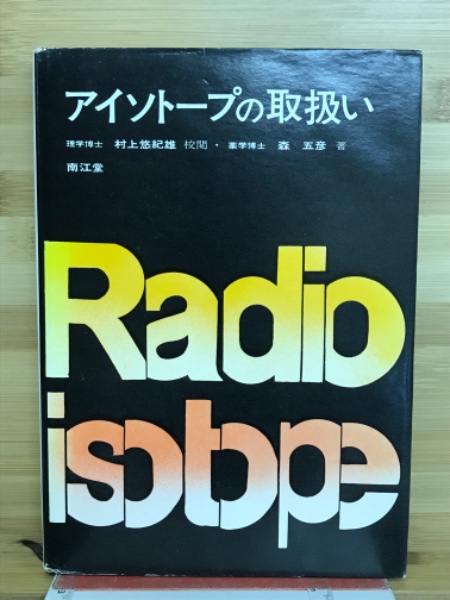 アイソトープの取扱い
理学博士 村上悠紀雄 校閲・薬学博士 森 五彦 著
南江堂
Radio
isotope